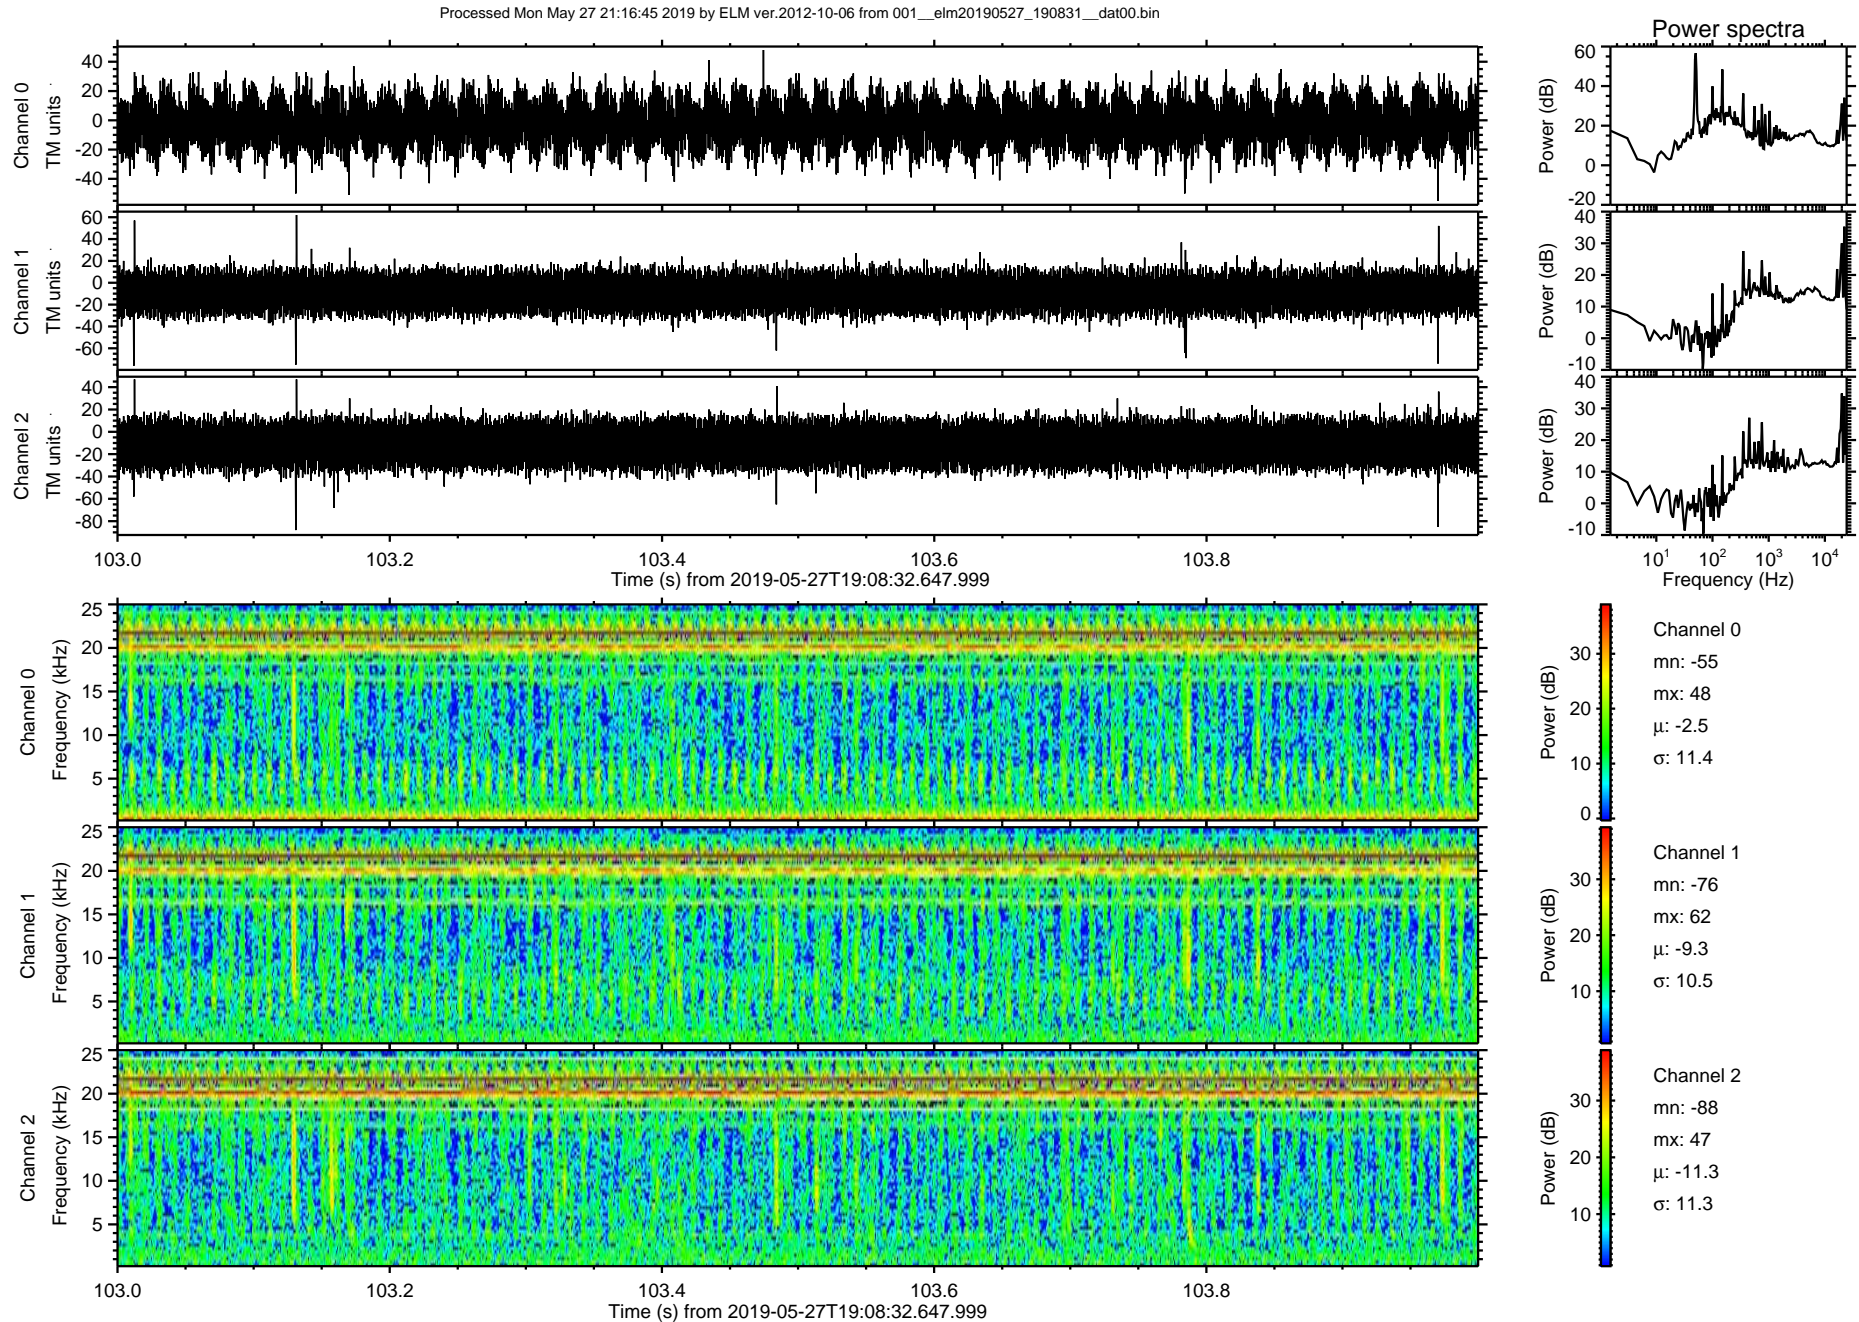 Processed Mon May 27 21:16:45 2019 by ELM ver.2012-10-06 from 001__elm20190527_190831__dat00.bin
Power spectra
Channel 0
TM units
40
20
0
-20
-40
Power (dB)
60
40
20
0
-20
Channel 1
TM units
60
40
20
0
-20
-40
-60
Power (dB)
40
30
20
10
0
-10
Channel 2
TM units
40
20
0
-20
-40
-60
-80
Power (dB)
40
30
20
10
0
-10
103.0 103.2 103.4 103.6 103.8
Time (s) from 2019-05-27T19:08:32.647.999
10¹ 10² 10³ 10⁴
Frequency (Hz)
Channel 0
Frequency (kHz)
25
20
15
10
5
Power (dB)
30
20
10
0
Channel 0
mn: -55
mx: 48
µ: -2.5
σ: 11.4
Channel 1
Frequency (kHz)
25
20
15
10
5
Power (dB)
30
20
10
Channel 1
mn: -76
mx: 62
µ: -9.3
σ: 10.5
Channel 2
Frequency (kHz)
25
20
15
10
5
Power (dB)
30
20
10
Channel 2
mn: -88
mx: 47
µ: -11.3
σ: 11.3
103.0 103.2 103.4 103.6 103.8
Time (s) from 2019-05-27T19:08:32.647.999